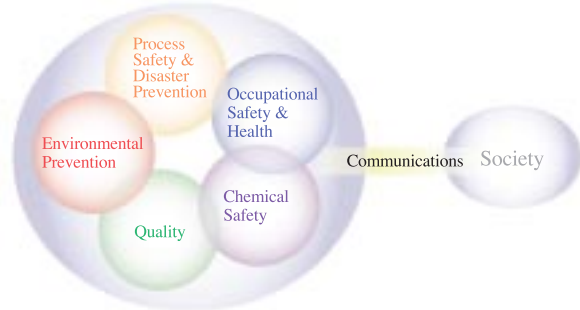 Process
Safety &
Disaster
Prevention
Occupational
Safety &
Health
Environmental
Prevention
Communications
Society
Chemical
Safety
Quality